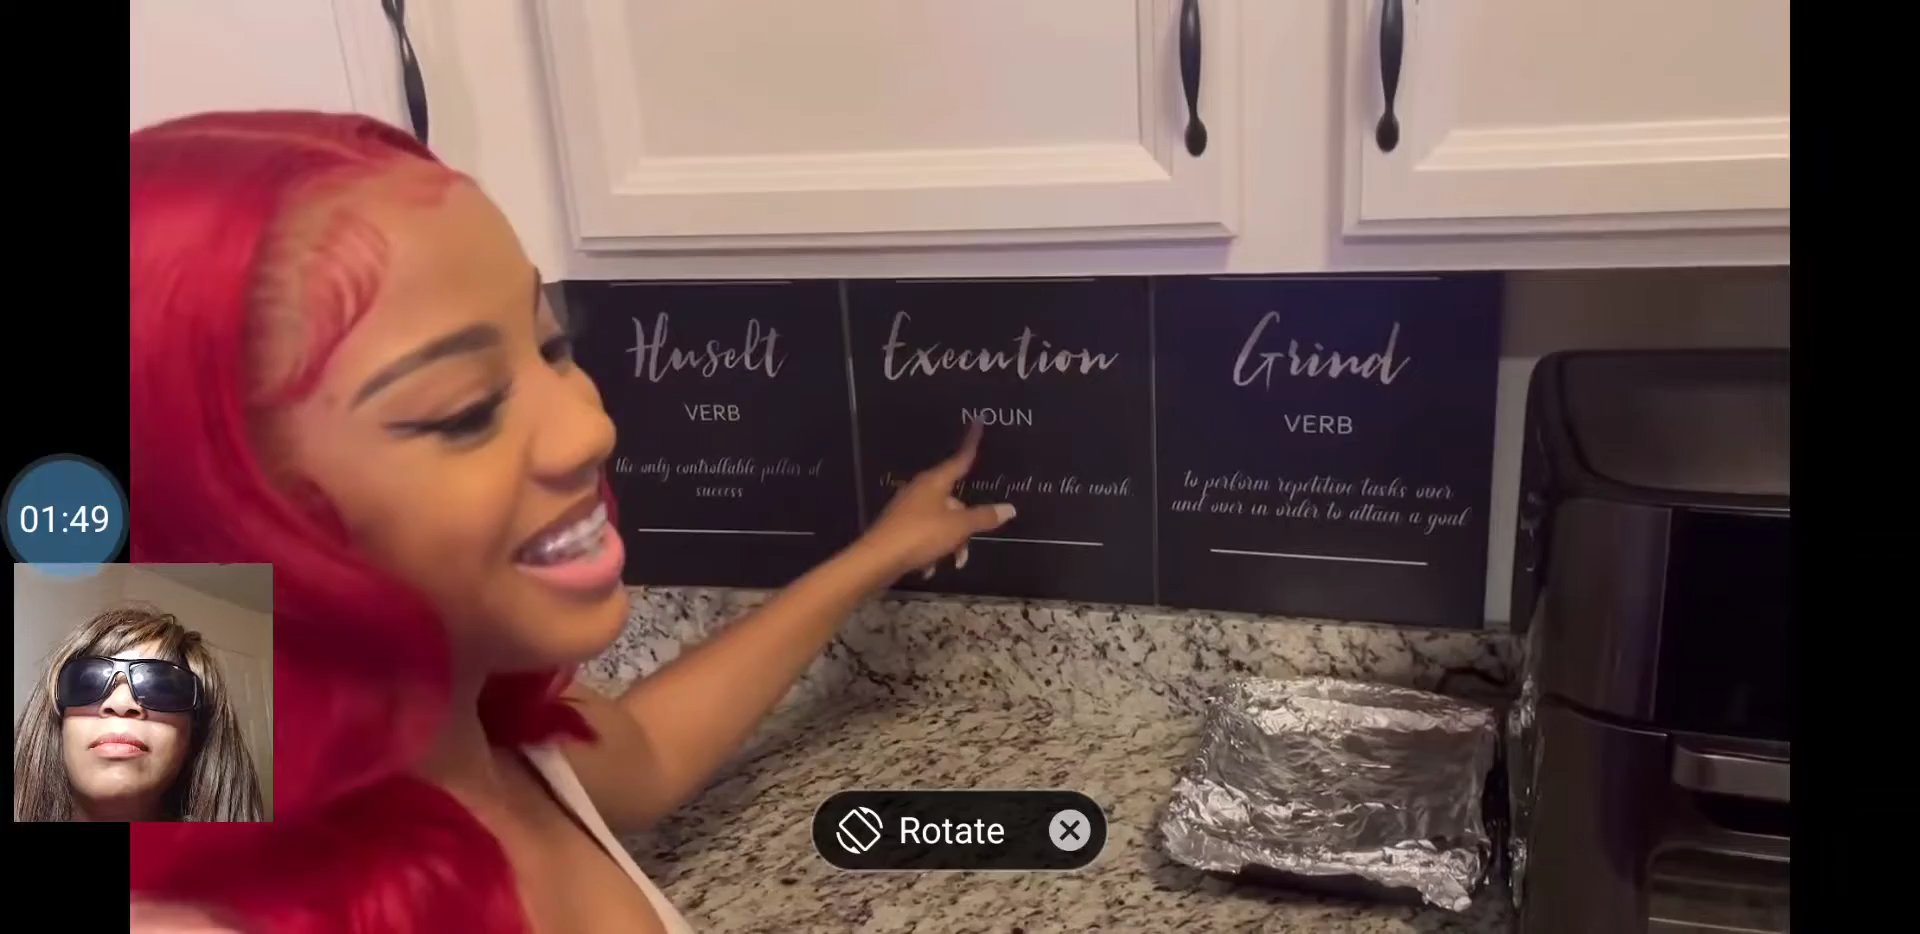 Huselt
VERB
the only controllable pillar of
success
Execution
NOUN
and put in the work.
Grind
VERB
to perform repetitive tasks over
and over in order to attain a goal
01:49
Rotate